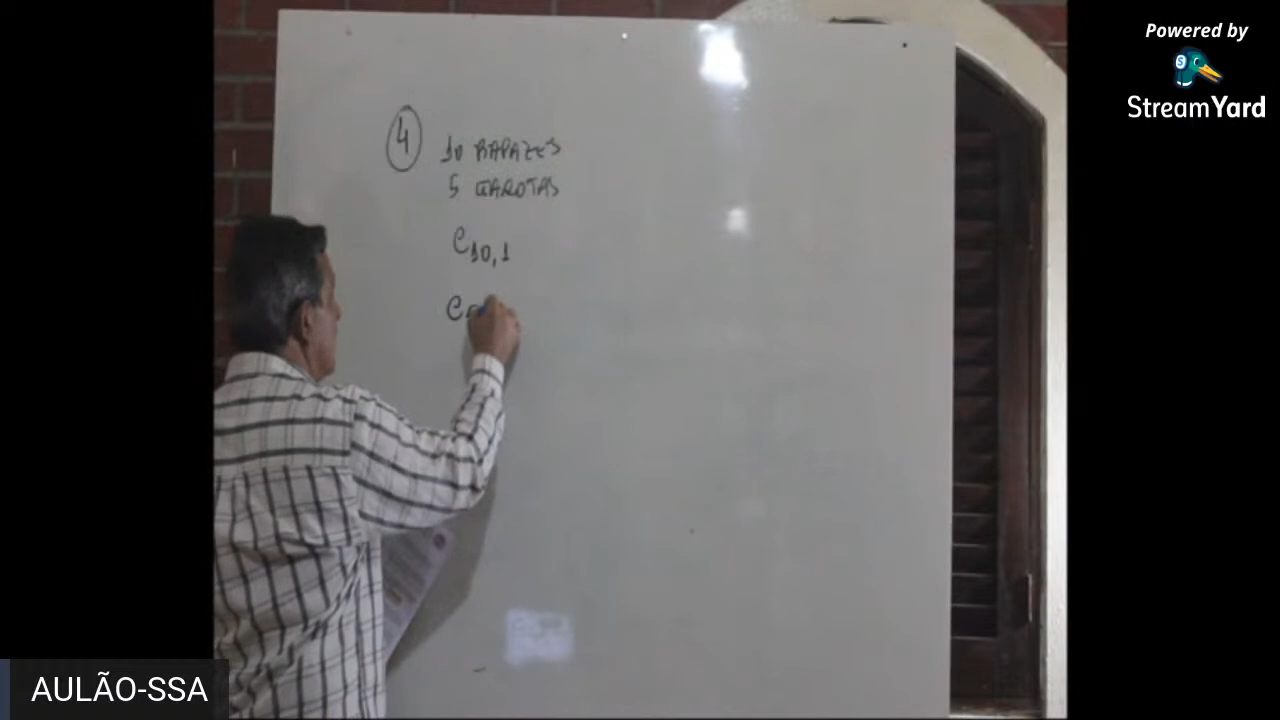 Powered by
StreamYard
4
10 RAPAZES
5 GAROTAS
C10,1
C
AULÃO-SSA